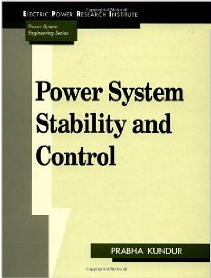 ELECTRIC POWER RESEARCH INSTITUTE
Power System
Engineering Series
Power System
Stability and
Control
PRABHA KUNDUR